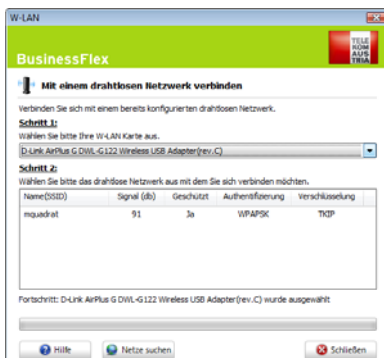 W-LAN
TELE
KOM
AUS
TRIA
BusinessFlex
Mit einem drahtlosen Netzwerk verbinden
Verbinden Sie sich mit einem bereits konfigurierten drahtlosen Netzwerk.
Schritt 1:
Wählen Sie bitte Ihre W-LAN Karte aus.
D-Link AirPlus G DWL-G122 Wireless USB Adapter(rev.C)
Schritt 2:
Wählen Sie bitte das drahtlose Netzwerk aus mit dem Sie sich verbinden möchten.
Name(SSID) Signal (db) Geschützt Authentifizierung Verschlüsselung
mquadrat 91 Ja WPAPSK TKIP
Fortschritt: D-Link AirPlus G DWL-G122 Wireless USB Adapter(rev.C) wurde ausgewählt
Hilfe Netze suchen Schließen